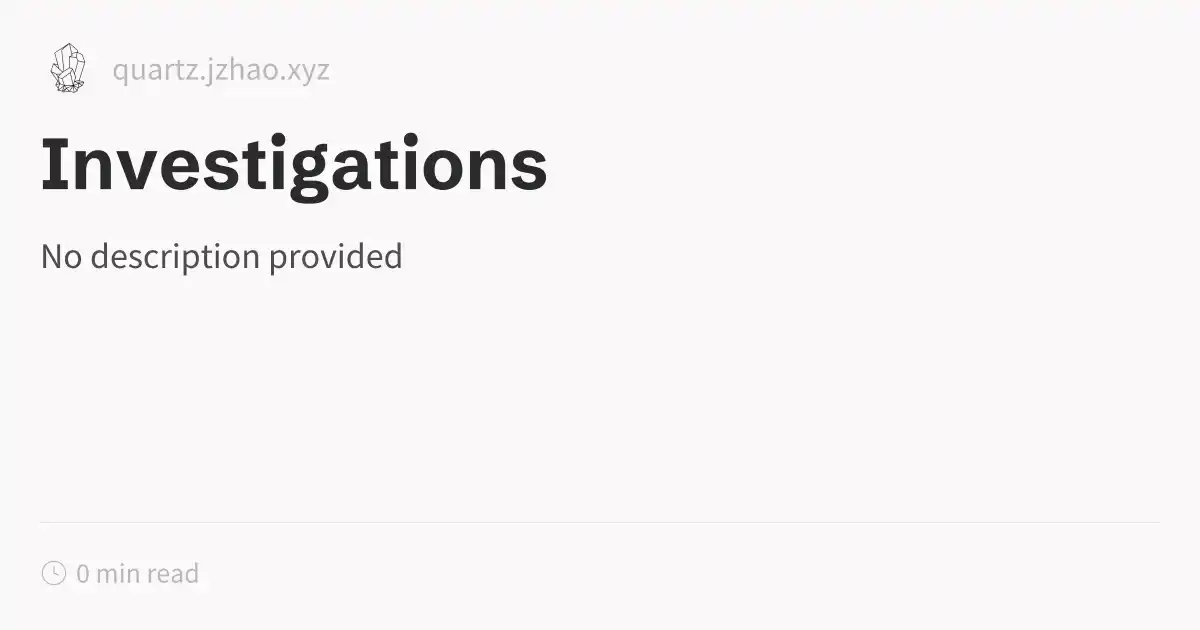 quartz.jzhao.xyz
Investigations
No description provided
0 min read